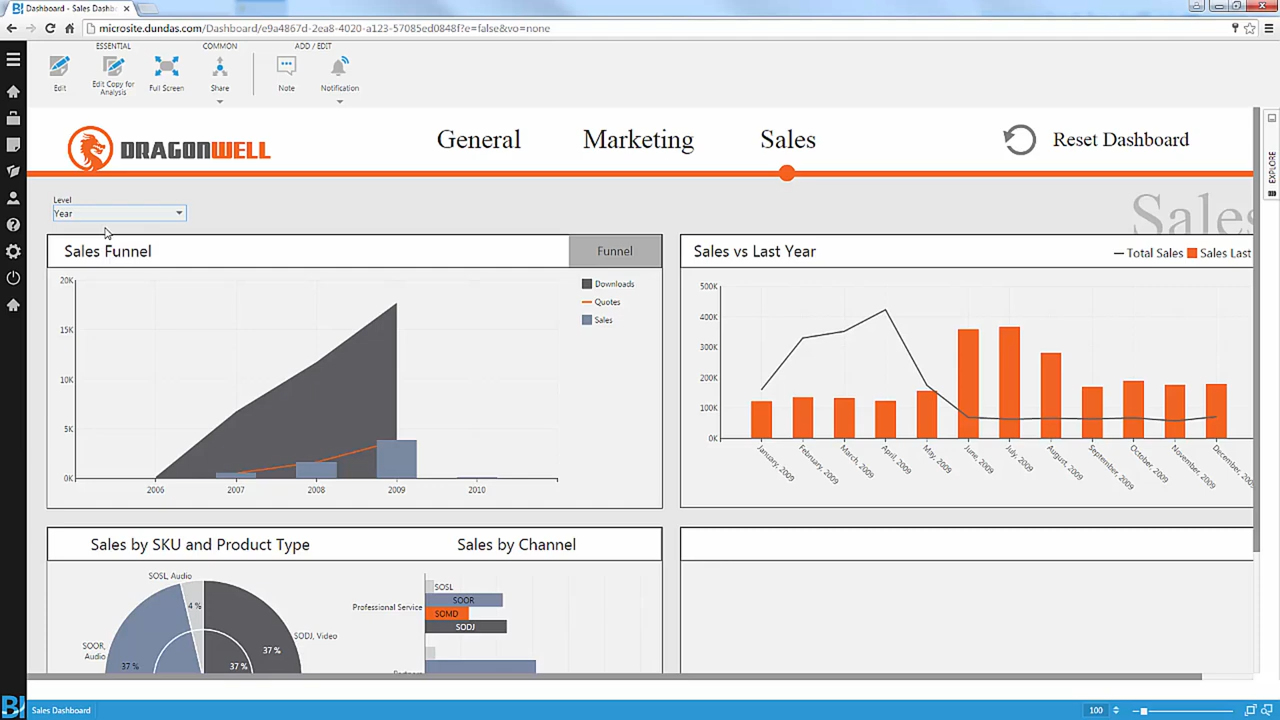 Dashboard - Sales Dashb
microsite.dundas.com/Dashboard/e9a4867d-2ea8-4020-a123-57085ed0848f?e=false&vo=none
ESSENTIAL
COMMON
ADD / EDIT
Edit
Edit Copy for Analysis
Full Screen
Share
Note
Notification
EXPLORE
DRAGONWELL
General
Marketing
Sales
Reset Dashboard
Level
Year
Sales
Sales Funnel
Funnel
Downloads
Quotes
Sales
20K
15K
10K
5K
0K
2006
2007
2008
2009
2010
Sales vs Last Year
Total Sales
Sales Last
500K
400K
300K
200K
100K
0K
January, 2009
February, 2009
March, 2009
April, 2009
May, 2009
June, 2009
July, 2009
August, 2009
September, 2009
October, 2009
November, 2009
December, 2009
Sales by SKU and Product Type
SOSL, Audio
4 %
SODJ, Video
37 %
37 %
SOOR, Audio
37 %
Sales by Channel
Professional Service
SOSL
SOOR
SOMD
SODJ
Sales Dashboard
100